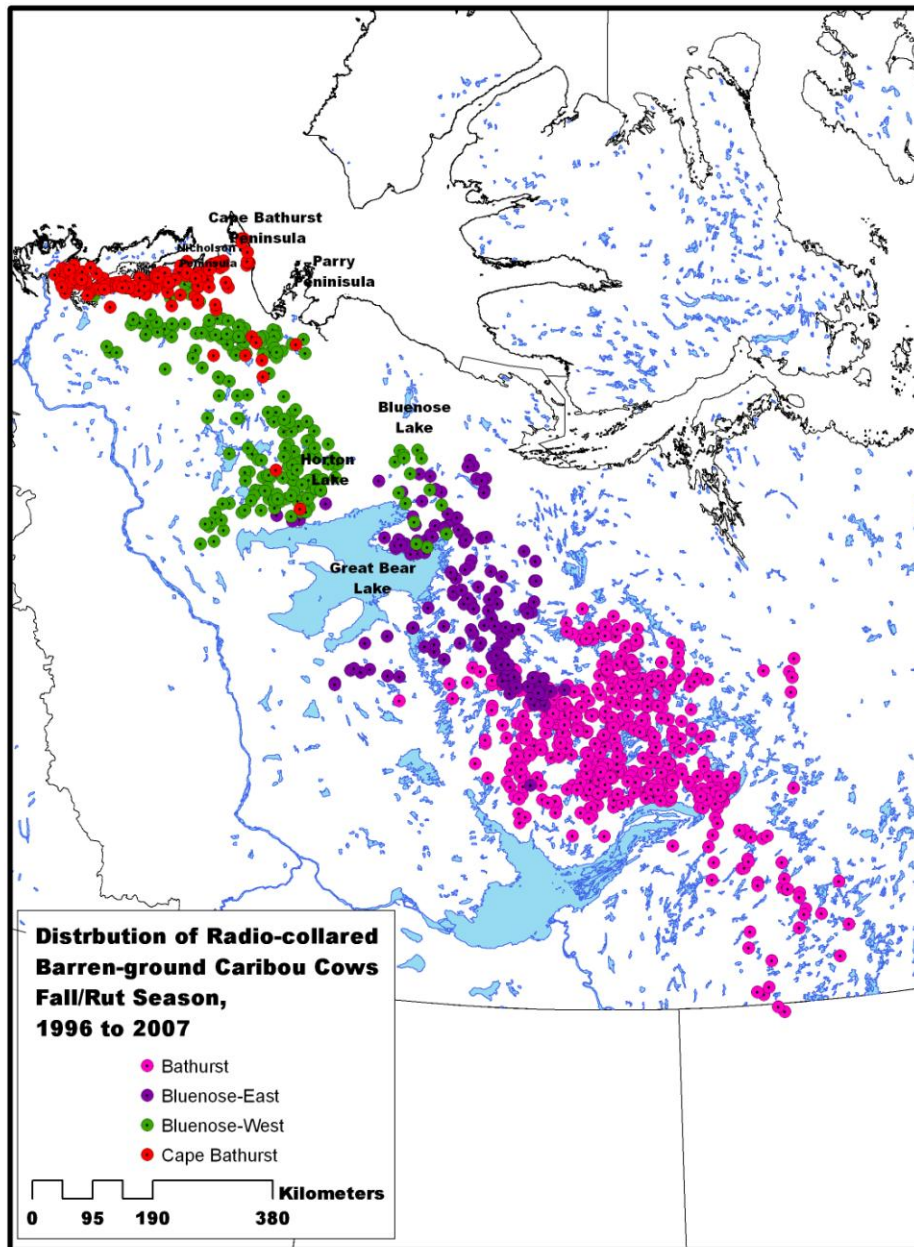 Cape Bathurst
Peninsula
Nicholson
Peninsula
Parry
Peninisula
Bluenose
Lake
Horton
Lake
Great Bear
Lake
Distrbution of Radio-collared
Barren-ground Caribou Cows
Fall/Rut Season,
1996 to 2007
Bathurst
Bluenose-East
Bluenose-West
Cape Bathurst
Kilometers
0 95 190 380